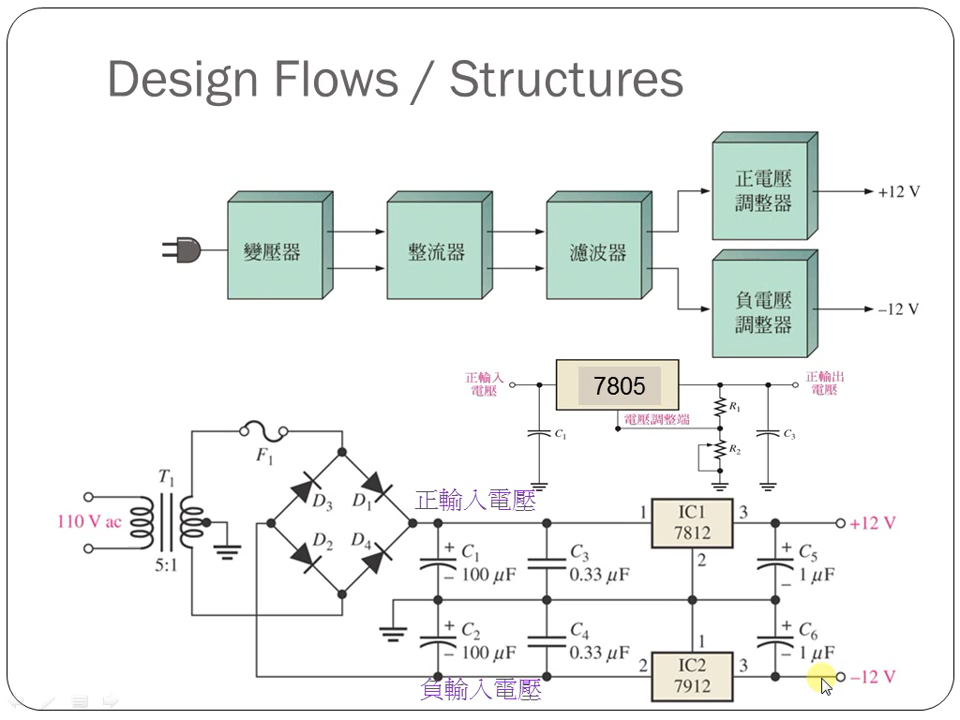 Design Flows / Structures
變壓器
整流器
濾波器
正電壓
調整器
+12 V
負電壓
調整器
–12 V
正輸入
電壓
7805
正輸出
電壓
電壓調整端
R1
R2
C1
C3
F1
T1
110 V ac
5:1
D3
D1
D2
D4
正輸入電壓
1
IC1
7812
3
2
+12 V
+
C1
–
100 μF
C3
0.33 μF
+
C5
–
1 μF
+
C2
–
100 μF
C4
0.33 μF
1
2
IC2
7912
3
+
C6
–
1 μF
–12 V
負輸入電壓